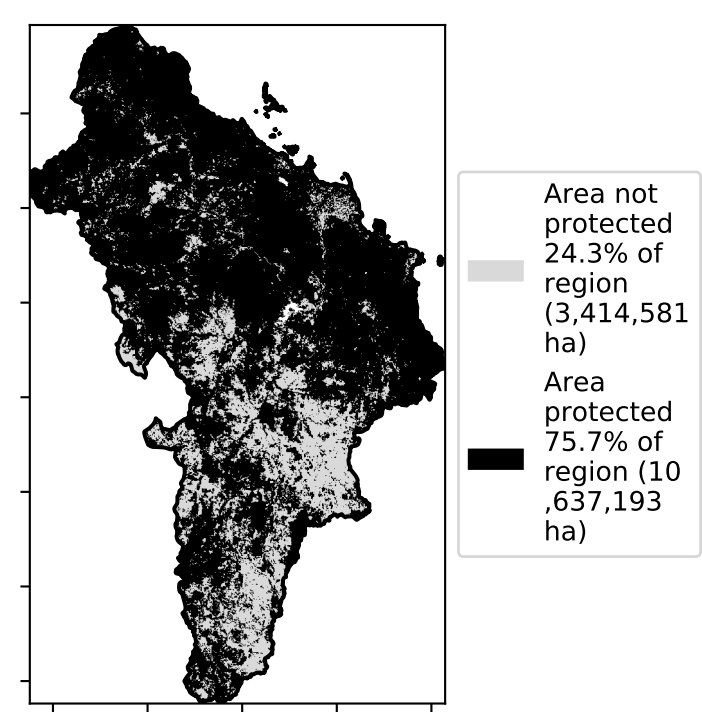 Area not
protected
24.3% of
region
(3,414,581
ha)
Area
protected
75.7% of
region (10
,637,193
ha)